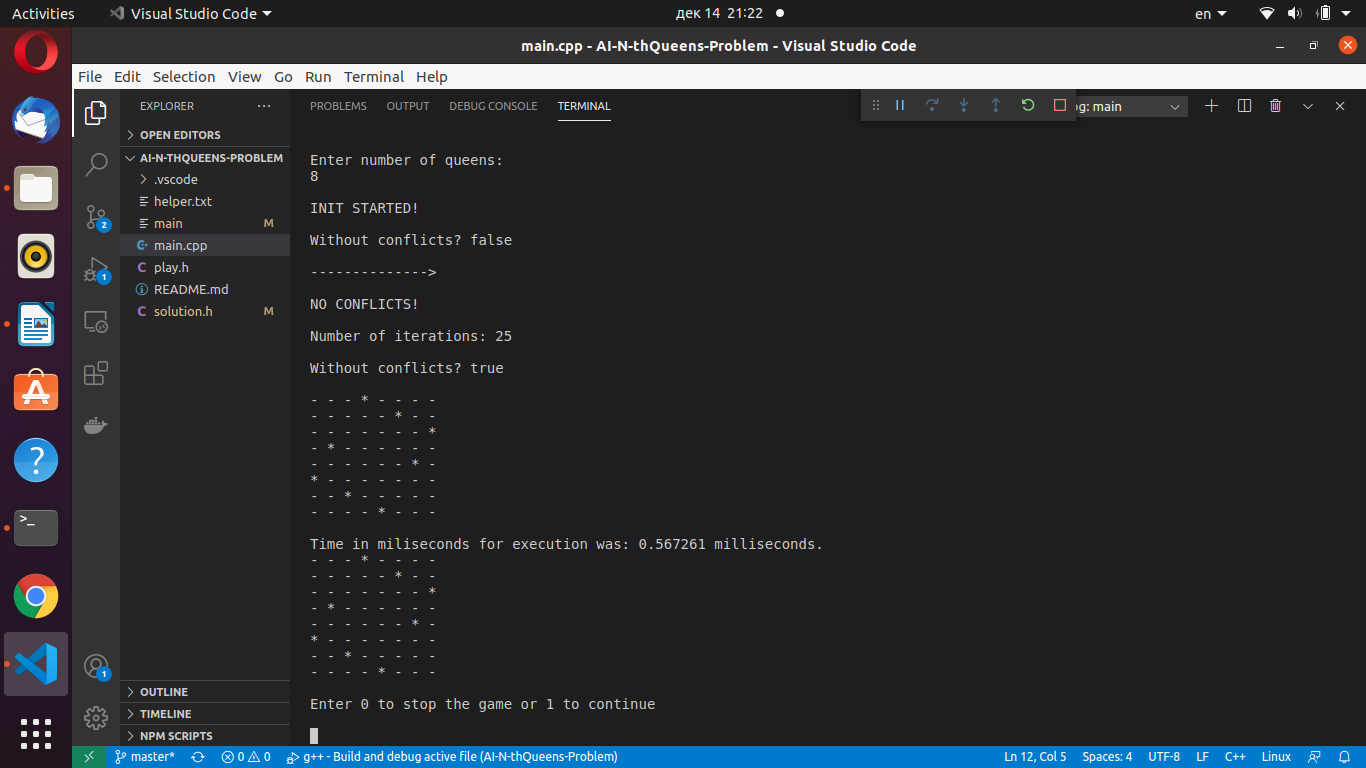 Activities Visual Studio Code дек 14 21:22 en
main.cpp - AI-N-thQueens-Problem - Visual Studio Code
File Edit Selection View Go Run Terminal Help
EXPLORER ··· PROBLEMS OUTPUT DEBUG CONSOLE TERMINAL og: main
OPEN EDITORS
AI-N-THQUEENS-PROBLEM
.vscode
helper.txt
main M
main.cpp
play.h
README.md
solution.h M
2
1
1
OUTLINE
TIMELINE
NPM SCRIPTS
Enter number of queens:
8
INIT STARTED!
Without conflicts? false
-------------->
NO CONFLICTS!
Number of iterations: 25
Without conflicts? true
- - - * - - - -
- - - - - * - -
- - - - - - - *
- * - - - - - -
- - - - - - * -
* - - - - - - -
- - * - - - - -
- - - - * - - -
Time in miliseconds for execution was: 0.567261 milliseconds.
- - - * - - - -
- - - - - * - -
- - - - - - - *
- * - - - - - -
- - - - - - * -
* - - - - - - -
- - * - - - - -
- - - - * - - -
Enter 0 to stop the game or 1 to continue
master* 0 0 g++ - Build and debug active file (AI-N-thQueens-Problem) Ln 12, Col 5 Spaces: 4 UTF-8 LF C++ Linux